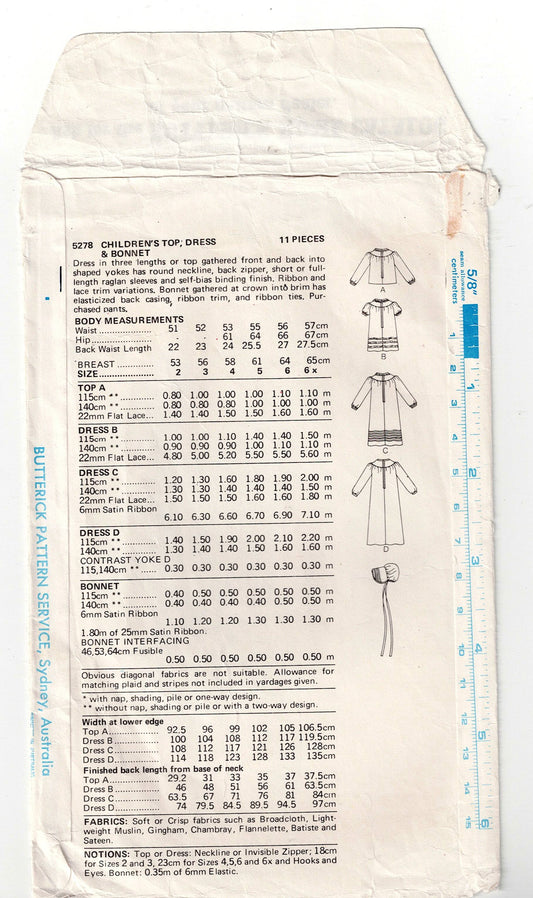 5278 CHILDREN'S TOP; DRESS & BONNET 11 PIECES
Dress in three lengths or top gathered front and back into
shaped yokes has round neckline, back zipper, short or full-
length raglan sleeves and self-bias binding finish. Ribbon and
lace trim variations. Bonnet gathered at crown into brim has
elasticized back casing, ribbon trim, and ribbon ties. Pur-
chased pants.
BODY MEASUREMENTS
Waist 51 52 53 55 56 57cm
Hip . . 61 64 66 67cm
Back Waist Length 22 23 24 25.5 27 27.5cm
BREAST 53 56 58 61 64 65cm
SIZE 2 3 4 5 6 6 x
TOP A
115cm ** 0.80 1.00 1.00 1.00 1.10 1.10 m
140cm ** 0.80 0.80 0.80 1.00 1.00 1.00 m
22mm Flat Lace... 1.40 1.40 1.50 1.50 1.60 1.60 m
DRESS B
115cm ** 1.00 1.00 1.10 1.40 1.40 1.50 m
140cm ** 0.90 0.90 0.90 1.00 1.10 1.10 m
22mm Flat Lace... 4.80 5.00 5.20 5.50 5.50 5.60 m
DRESS C
115cm ** 1.20 1.30 1.60 1.80 1.90 2.00 m
140cm ** 1.30 1.30 1.40 1.40 1.40 1.50 m
22mm Flat Lace... 1.50 1.50 1.50 1.60 1.60 1.80 m
6mm Satin Ribbon
6.10 6.30 6.60 6.70 6.90 7.10 m
DRESS D
115cm ** 1.40 1.50 1.90 2.00 2.10 2.20 m
140cm ** 1.30 1.40 1.40 1.50 1.60 1.60 m
CONTRAST YOKE D
115,140cm ** 0.30 0.30 0.30 0.30 0.30 0.30 m
BONNET
115cm ** 0.40 0.50 0.50 0.50 0.50 0.50 m
140cm ** 0.40 0.40 0.40 0.40 0.50 0.50 m
6mm Satin Ribbon
1.10 1.20 1.20 1.30 1.30 1.30 m
1.80m of 25mm Satin Ribbon.
BONNET INTERFACING
46,53,64cm Fusible
0.50 0.50 0.50 0.50 0.50 0.50 m
Obvious diagonal fabrics are not suitable. Allowance for
matching plaid and stripes not included in yardages given.
* with nap, shading, pile or one-way design.
** without nap, shading or pile or with a two-way design.
Width at lower edge
Top A 92.5 96 99 102 105 106.5cm
Dress B 100 104 108 112 117 119.5cm
Dress C 108 112 117 121 126 128cm
Dress D 114 118 123 128 133 135cm
Finished back length from base of neck
Top A 29.2 31 33 35 37 37.5cm
Dress B 46 48 51 56 61 63.5cm
Dress C 63.5 67 71 76 81 84cm
Dress D 74 79.5 84.5 89.5 94.5 97cm
FABRICS: Soft or Crisp fabrics such as Broadcloth, Light-
weight Muslin, Gingham, Chambray, Flannelette, Batiste and
Sateen.
NOTIONS: Top or Dress: Neckline or Invisible Zipper; 18cm
for Sizes 2 and 3, 23cm for Sizes 4,5,6 and 6x and Hooks and
Eyes. Bonnet: 0.35m of 6mm Elastic.
A
B
C
D
BUTTERICK PATTERN SERVICE, Sydney, Australia
5/8"
seam allowance
centimeters
1
2
3
4
5
6
1
2
3
4
5
6
7
8
9
10
11
12
13
14
15